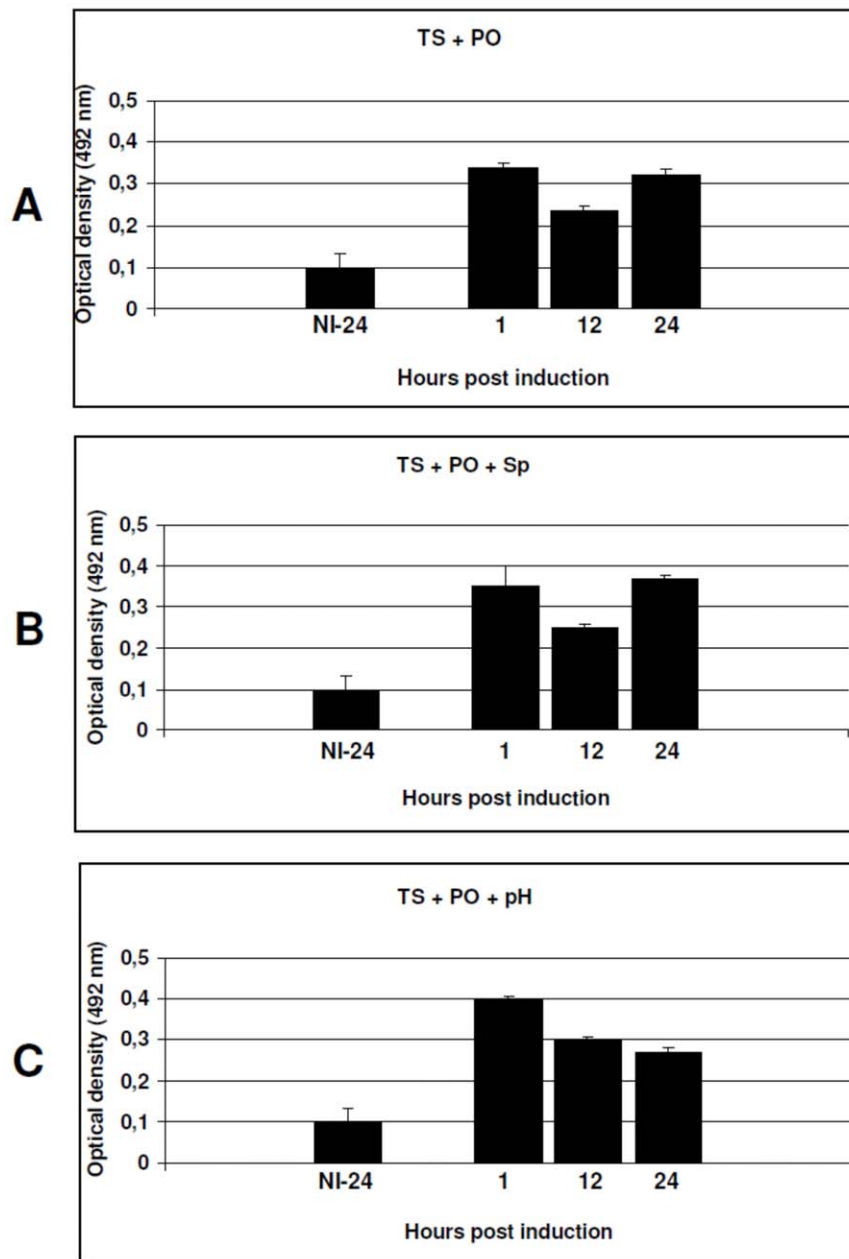 A
TS + PO
Optical density (492 nm)
0,5
0,4
0,3
0,2
0,1
0
NI-24 1 12 24
Hours post induction
B
TS + PO + Sp
Optical density (492 nm)
0,5
0,4
0,3
0,2
0,1
0
NI-24 1 12 24
Hours post induction
C
TS + PO + pH
Optical density (492 nm)
0,5
0,4
0,3
0,2
0,1
0
NI-24 1 12 24
Hours post induction